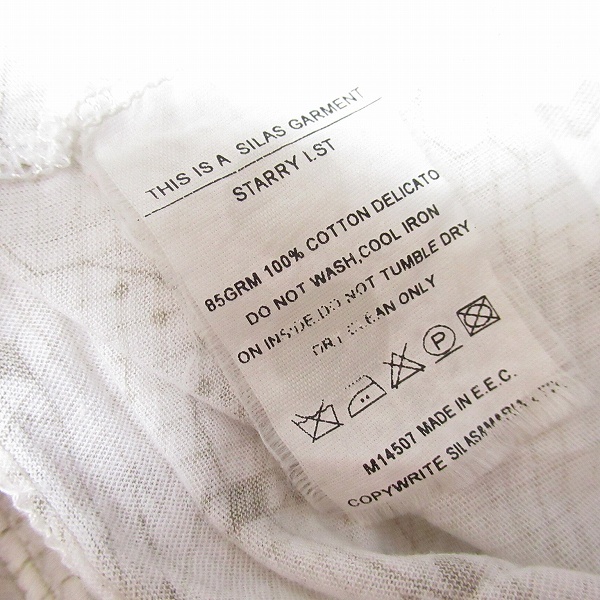 THIS IS A SILAS GARMENT
STARRY I.ST
85GRM 100% COTTON DELICATO
DO NOT WASH,COOL IRON
ON INSIDE.DO NOT TUMBLE DRY
DRY CLEAN ONLY
P
M14507 MADE IN E.E.C.
COPYWRITE